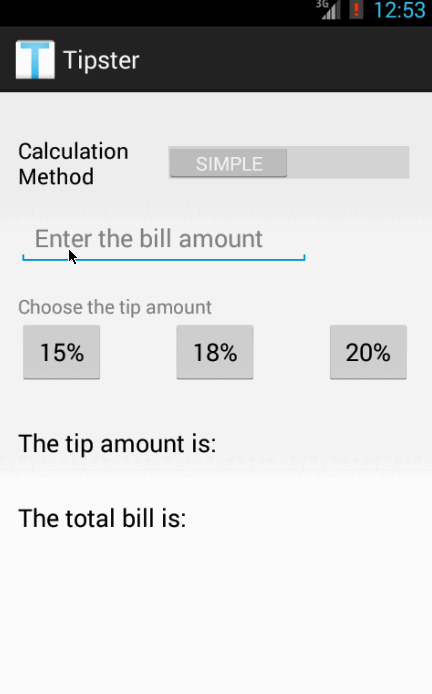 3G 12:53
T Tipster
Calculation
Method
SIMPLE
Enter the bill amount
Choose the tip amount
15% 18% 20%
The tip amount is:
The total bill is: